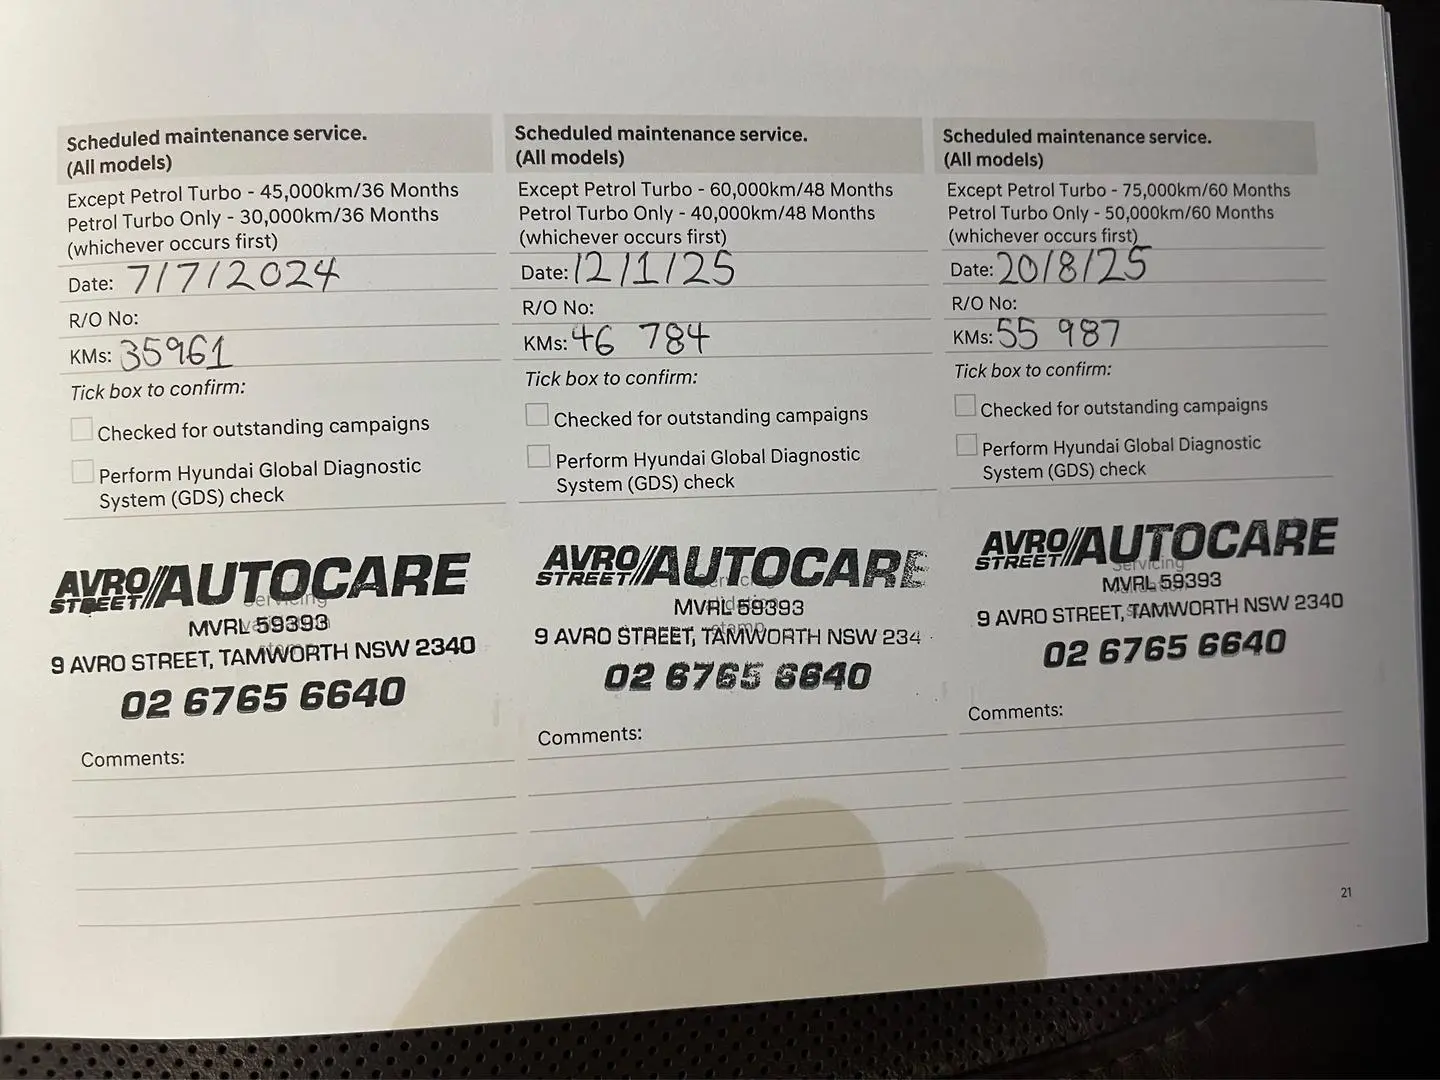 Scheduled maintenance service.
(All models)
Except Petrol Turbo - 45,000km/36 Months
Petrol Turbo Only - 30,000km/36 Months
(whichever occurs first)
Date: 7/7/2024
R/O No:
KMs: 35961
Tick box to confirm:
Checked for outstanding campaigns
Perform Hyundai Global Diagnostic
System (GDS) check
AVRO STREET AUTOCARE
Servicing
MVRL 59393
9 AVRO STREET, TAMWORTH NSW 2340
02 6765 6640
Comments:
Scheduled maintenance service.
(All models)
Except Petrol Turbo - 60,000km/48 Months
Petrol Turbo Only - 40,000km/48 Months
(whichever occurs first)
Date: 12/1/25
R/O No:
KMs: 46 784
Tick box to confirm:
Checked for outstanding campaigns
Perform Hyundai Global Diagnostic
System (GDS) check
AVRO STREET AUTOCARE
MVRL 59393
9 AVRO STREET, TAMWORTH NSW 234
02 6765 6640
Comments:
Scheduled maintenance service.
(All models)
Except Petrol Turbo - 75,000km/60 Months
Petrol Turbo Only - 50,000km/60 Months
(whichever occurs first)
Date: 20/8/25
R/O No:
KMs: 55 987
Tick box to confirm:
Checked for outstanding campaigns
Perform Hyundai Global Diagnostic
System (GDS) check
AVRO STREET AUTOCARE
Servicing
MVRL 59393
9 AVRO STREET, TAMWORTH NSW 2340
02 6765 6640
Comments:
21